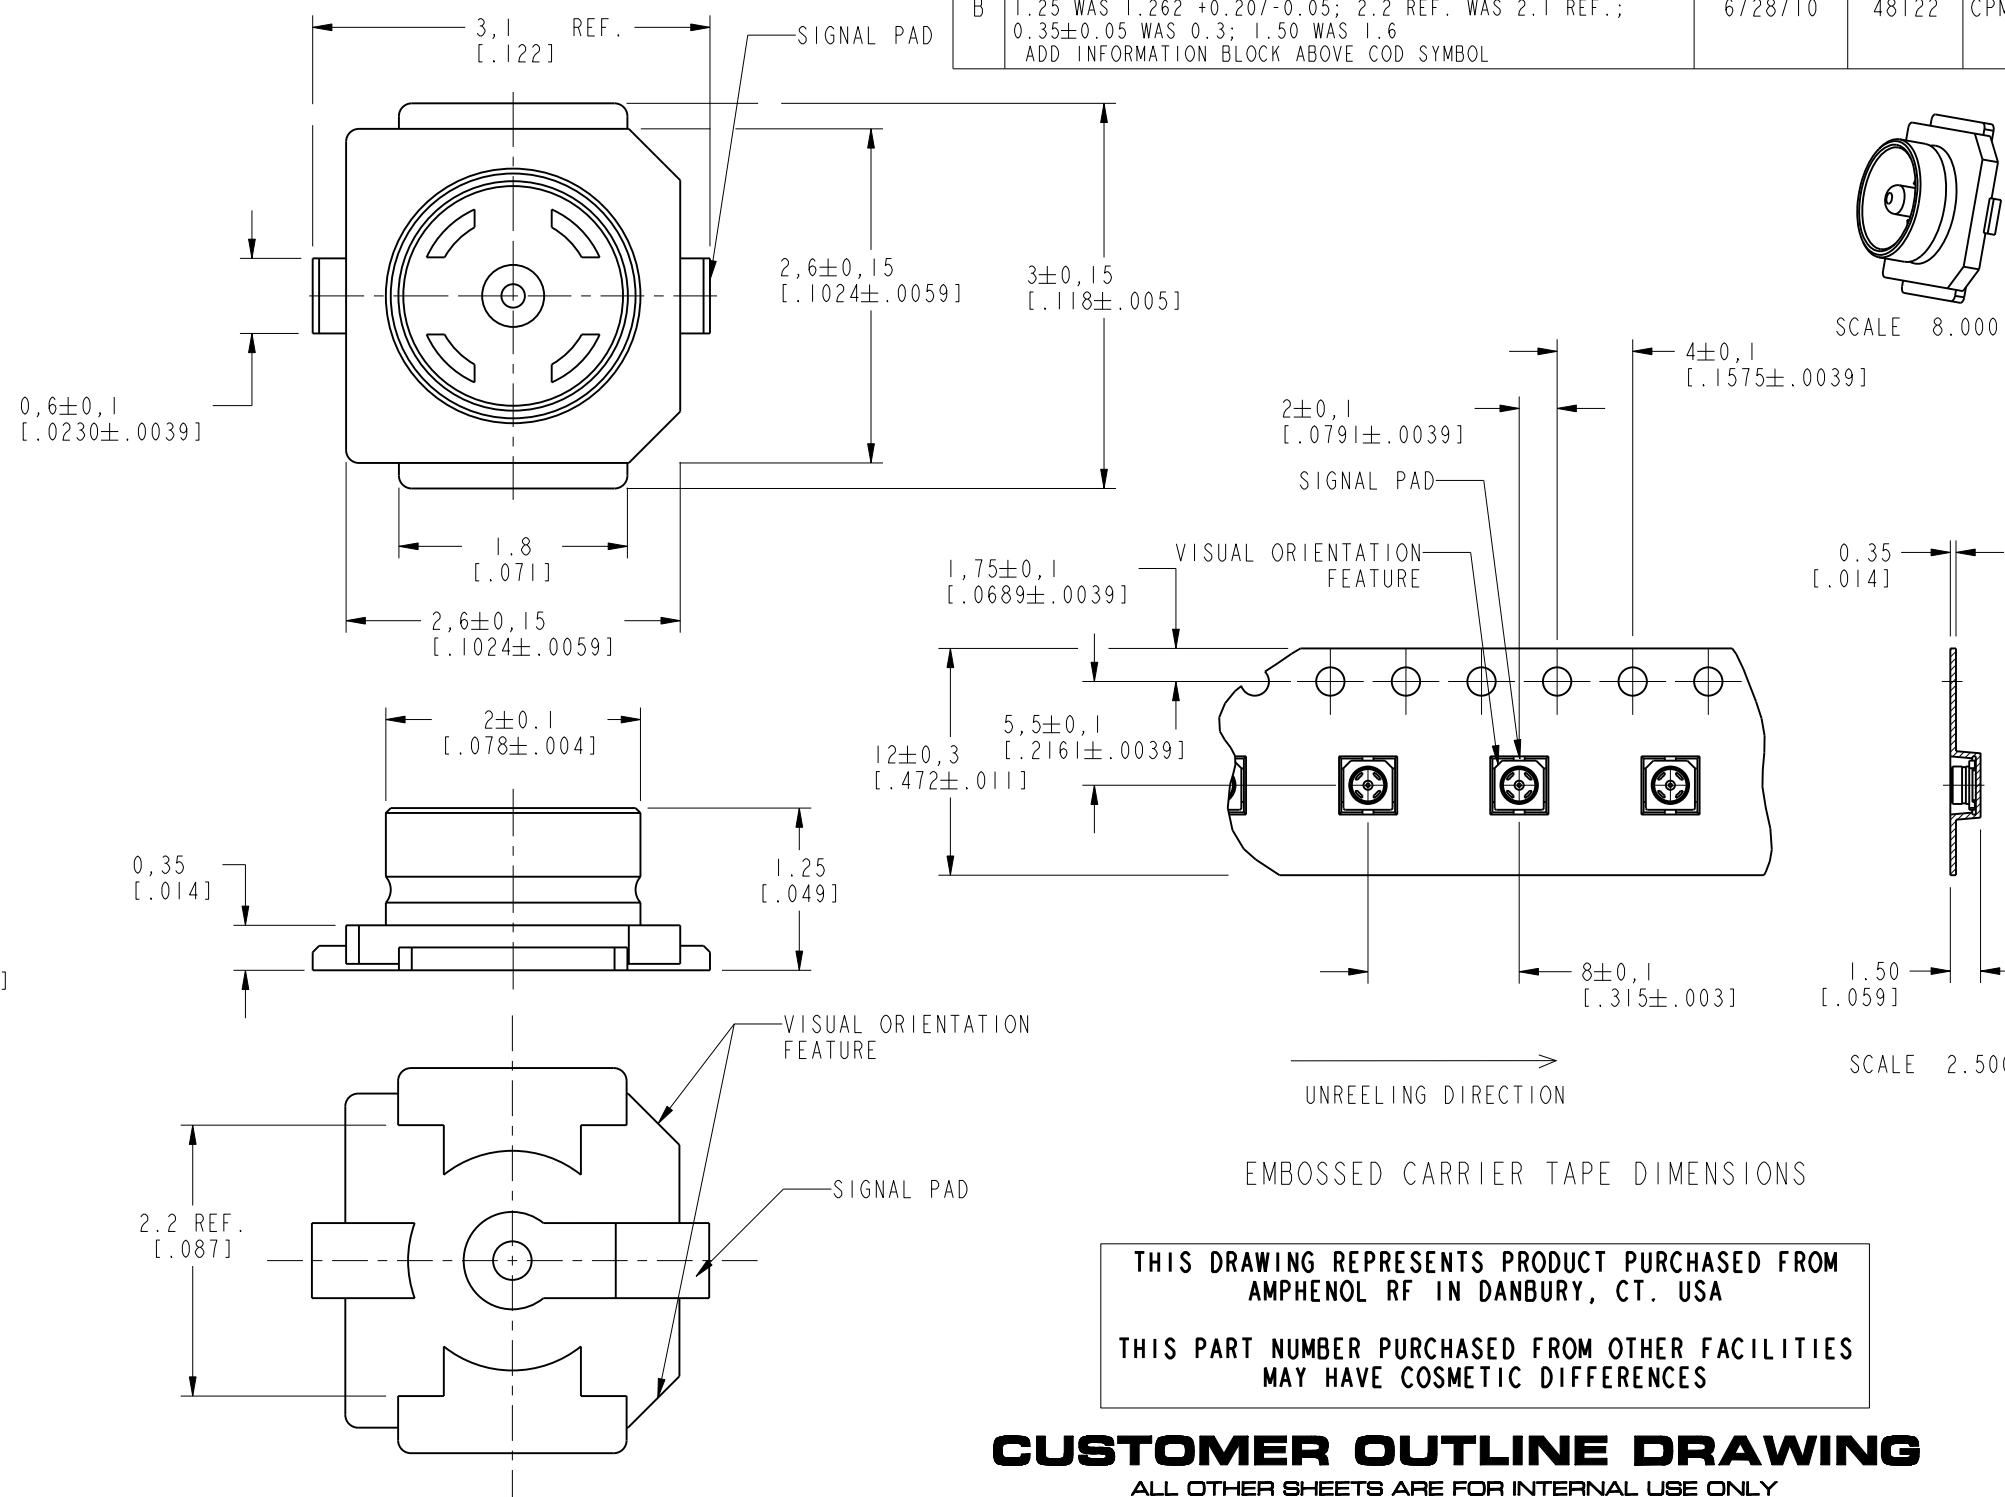 B 1.25 WAS 1.262 +0.20/-0.05; 2.2 REF. WAS 2.1 REF.; 6/28/10 48122
0.35±0.05 WAS 0.3; 1.50 WAS 1.6
ADD INFORMATION BLOCK ABOVE COD SYMBOL
3,1 REF.
[.122]
SIGNAL PAD
2,6±0,15
[.1024±.0059]
3±0,15
[.118±.005]
0,6±0,1
[.0230±.0039]
1.8
[.071]
2,6±0,15
[.1024±.0059]
SCALE 8.000
4±0,1
[.1575±.0039]
2±0,1
[.0791±.0039]
SIGNAL PAD
VISUAL ORIENTATION
FEATURE
1,75±0,1
[.0689±.0039]
5,5±0,1
[.2161±.0039]
12±0,3
[.472±.011]
0.35
[.014]
8±0,1
[.315±.003]
1.50
[.059]
2±0.1
[.078±.004]
0,35
[.014]
1.25
[.049]
]
VISUAL ORIENTATION
FEATURE
SIGNAL PAD
2.2 REF.
[.087]
UNREELING DIRECTION
SCALE
EMBOSSED CARRIER TAPE DIMENSIONS
THIS DRAWING REPRESENTS PRODUCT PURCHASED FROM
AMPHENOL RF IN DANBURY, CT. USA
THIS PART NUMBER PURCHASED FROM OTHER FACILITIES
MAY HAVE COSMETIC DIFFERENCES
CUSTOMER OUTLINE DRAWING
ALL OTHER SHEETS ARE FOR INTERNAL USE ONLY